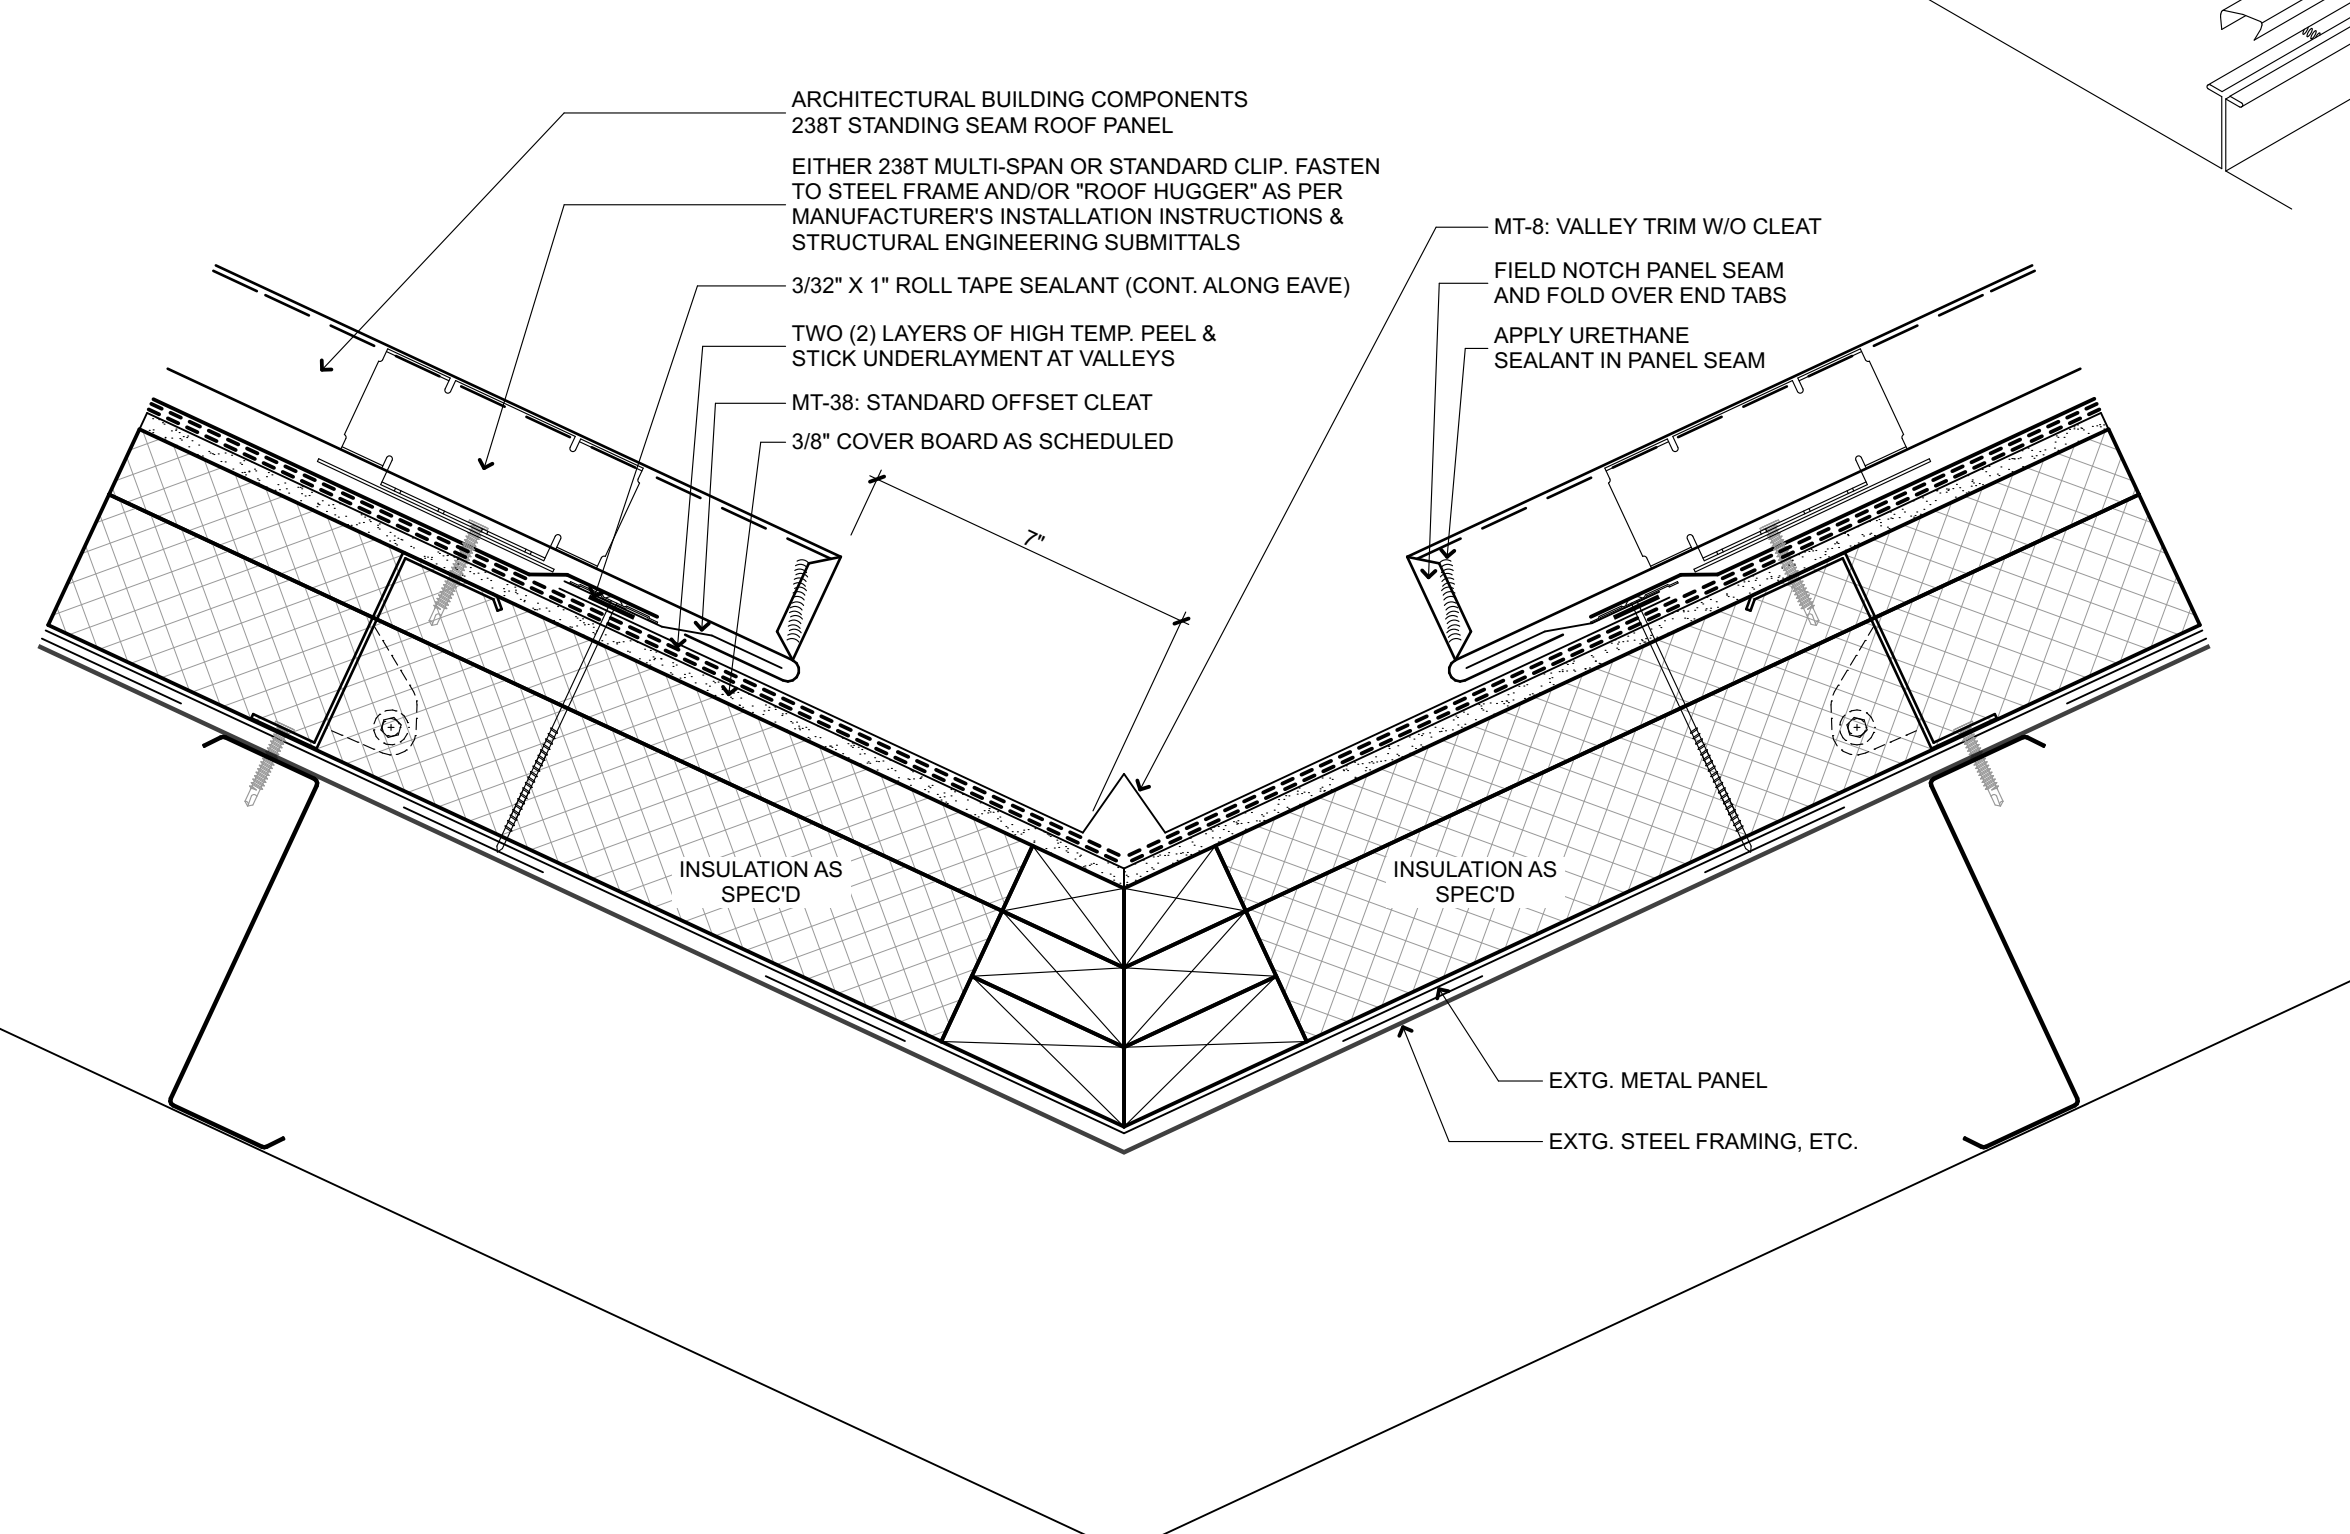 ARCHITECTURAL BUILDING COMPONENTS
238T STANDING SEAM ROOF PANEL
EITHER 238T MULTI-SPAN OR STANDARD CLIP. FASTEN
TO STEEL FRAME AND/OR "ROOF HUGGER" AS PER
MANUFACTURER'S INSTALLATION INSTRUCTIONS &
STRUCTURAL ENGINEERING SUBMITTALS
3/32" X 1" ROLL TAPE SEALANT (CONT. ALONG EAVE)
TWO (2) LAYERS OF HIGH TEMP. PEEL &
STICK UNDERLAYMENT AT VALLEYS
MT-38: STANDARD OFFSET CLEAT
3/8" COVER BOARD AS SCHEDULED
MT-8: VALLEY TRIM W/O CLEAT
FIELD NOTCH PANEL SEAM
AND FOLD OVER END TABS
APPLY URETHANE
SEALANT IN PANEL SEAM
7"
INSULATION AS
SPEC'D
INSULATION AS
SPEC'D
EXTG. METAL PANEL
EXTG. STEEL FRAMING, ETC.